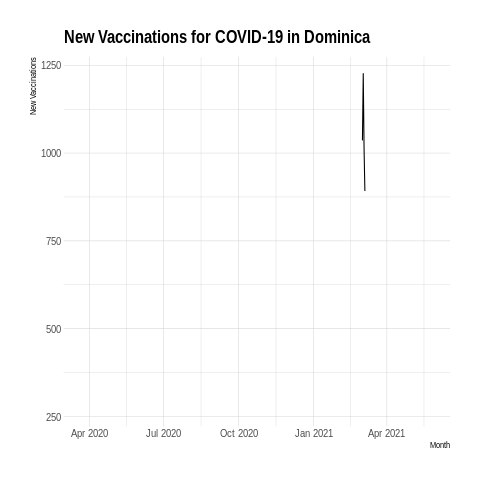 New Vaccinations for COVID-19 in Dominica
New Vaccinations
1250
1000
750
500
250
Apr 2020
Jul 2020
Oct 2020
Jan 2021
Apr 2021
Month